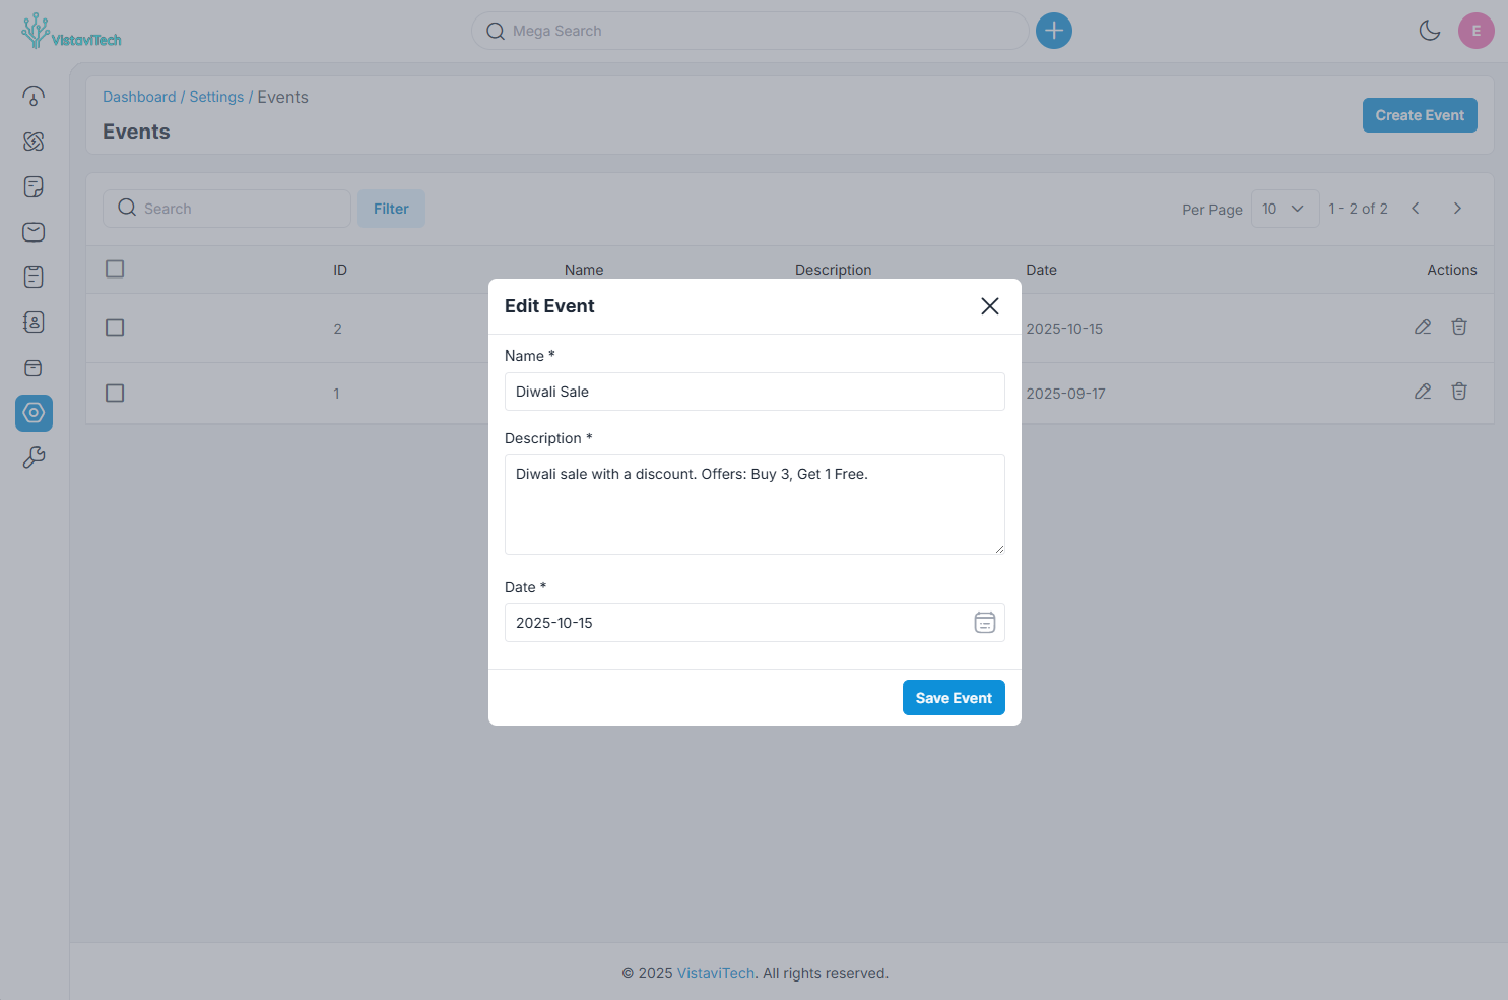 VistaviTech
Mega Search
E
Dashboard / Settings / Events
Events
Create Event
Search
Filter
Per Page
10
1 - 2 of 2
ID
Name
Description
Date
Actions
2
2025-10-15
1
2025-09-17
Edit Event
Name *
Diwali Sale
Description *
Diwali sale with a discount. Offers: Buy 3, Get 1 Free.
Date *
2025-10-15
Save Event
© 2025 VistaviTech. All rights reserved.